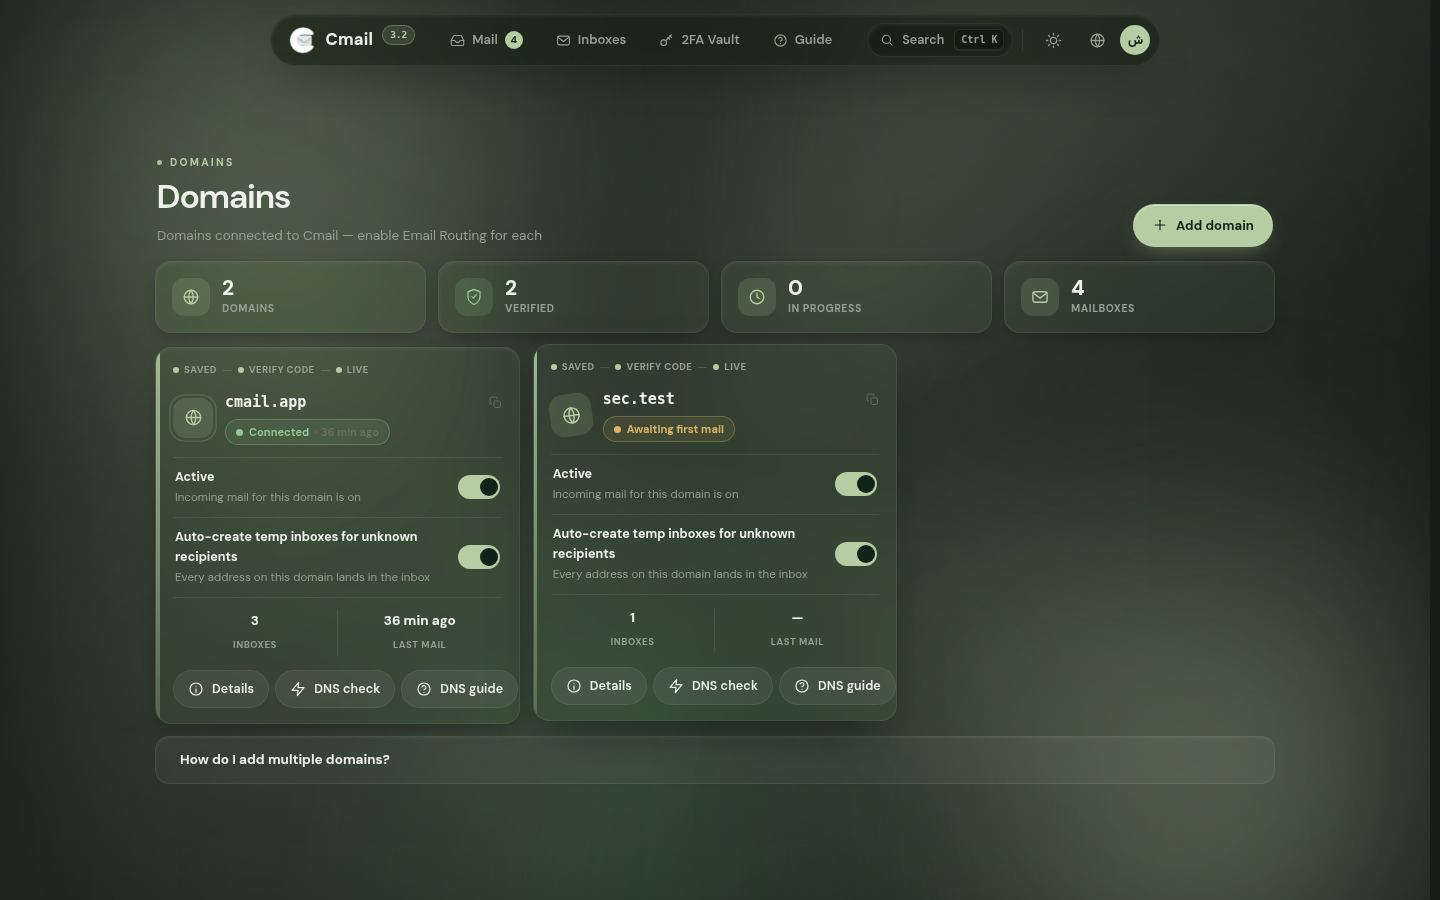 Cmail 3.2 Mail 4 Inboxes 2FA Vault Guide Search Ctrl K ش
DOMAINS
Domains
Domains connected to Cmail — enable Email Routing for each
Add domain
2
DOMAINS
2
VERIFIED
0
IN PROGRESS
4
MAILBOXES
SAVED — VERIFY CODE — LIVE
cmail.app
Connected · 36 min ago
Active
Incoming mail for this domain is on
Auto-create temp inboxes for unknown
recipients
Every address on this domain lands in the inbox
3
INBOXES
36 min ago
LAST MAIL
Details DNS check DNS guide
SAVED — VERIFY CODE — LIVE
sec.test
Awaiting first mail
Active
Incoming mail for this domain is on
Auto-create temp inboxes for unknown
recipients
Every address on this domain lands in the inbox
1
INBOXES
—
LAST MAIL
Details DNS check DNS guide
How do I add multiple domains?